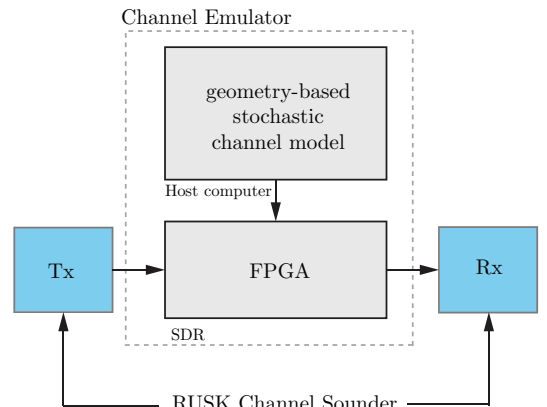 Channel Emulator
geometry-based
stochastic
channel model
Host computer
Tx
FPGA
Rx
SDR
RUSK Channel Sounder